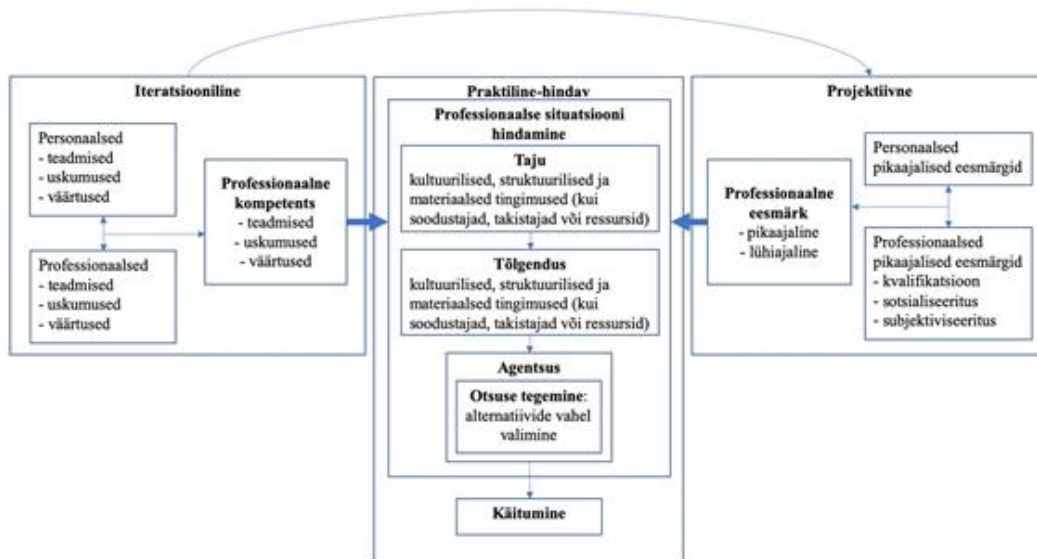 Iteratsiooniline
Personaalsed
- teadmised
- uskumused
- väärtused
Professionaalsed
- teadmised
- uskumused
- väärtused
Professionaalne
kompetents
- teadmised
- uskumused
- väärtused
Praktiline-hindav
Professionaalse situatsiooni
hindamine
Taju
kultuurilised, struktuurilised ja
materiaalsed tingimused (kui
soodustajad, takistajad või ressursid)
Tõlgendus
kultuurilised, struktuurilised ja
materiaalsed tingimused (kui
soodustajad, takistajad või ressursid)
Agentsus
Otsuse tegemine:
alternatiivide vahel
valimine
Käitumine
Projektiivne
Professionaalne
eesmärk
- pikaajaline
- lühiajaline
Personaalsed
pikaajalised eesmärgid
Professionaalsed
pikaajalised eesmärgid
- kvalifikatsioon
- sotsialiseeritus
- subjektiviseeritus